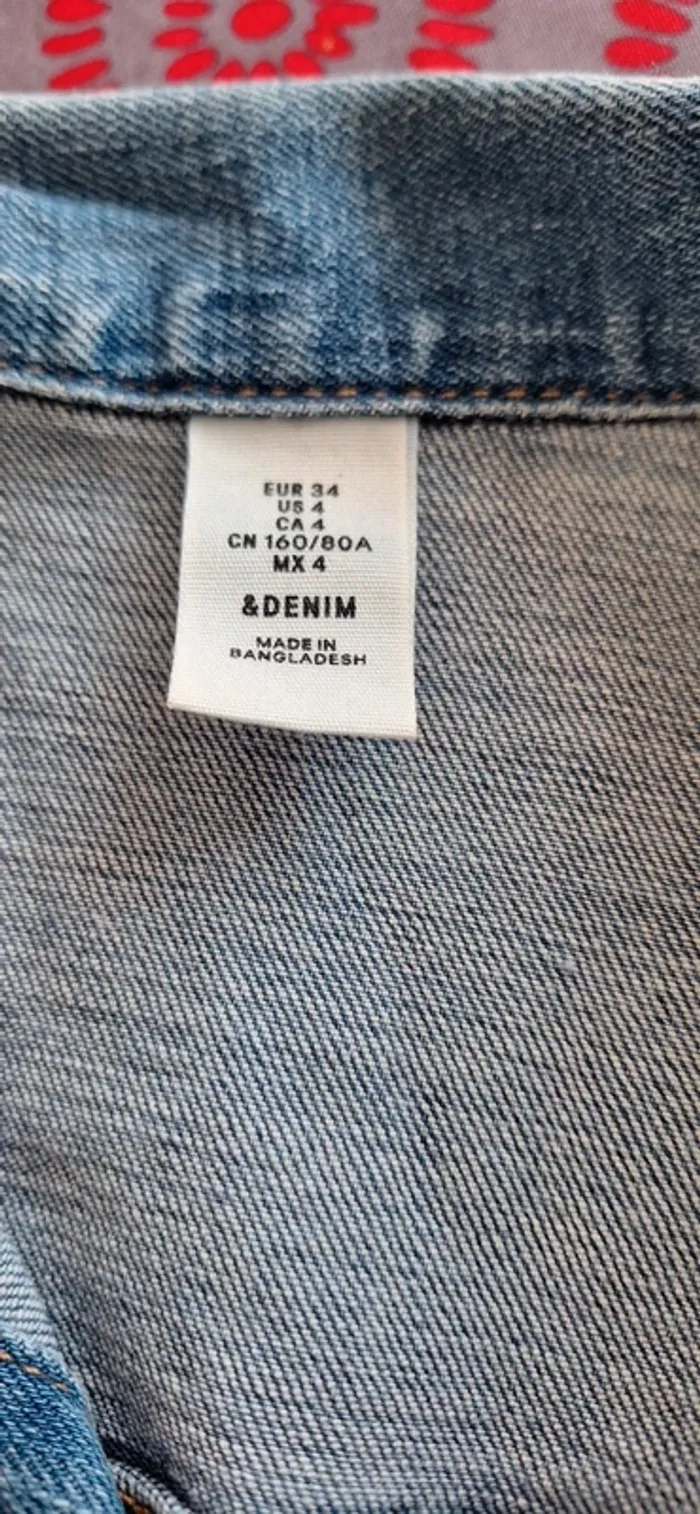 EUR 34
US 4
CA 4
CN 160/80A
MX 4
&DENIM
MADE IN
BANGLADESH